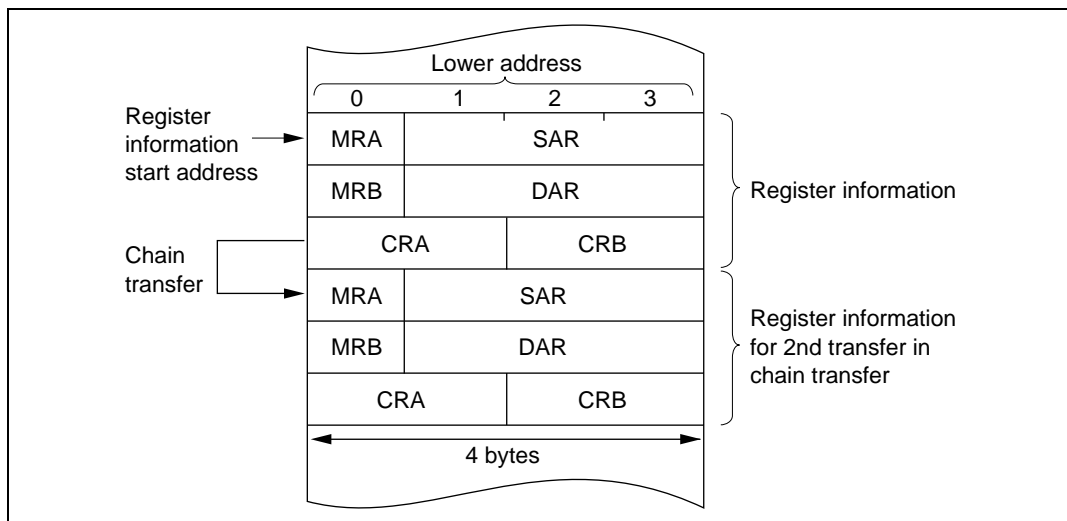 Lower address
0 1 2 3
Register
information
start address
MRA SAR
MRB DAR
Register information
CRA CRB
Chain
transfer
MRA SAR
MRB DAR
CRA CRB
Register information
for 2nd transfer in
chain transfer
4 bytes